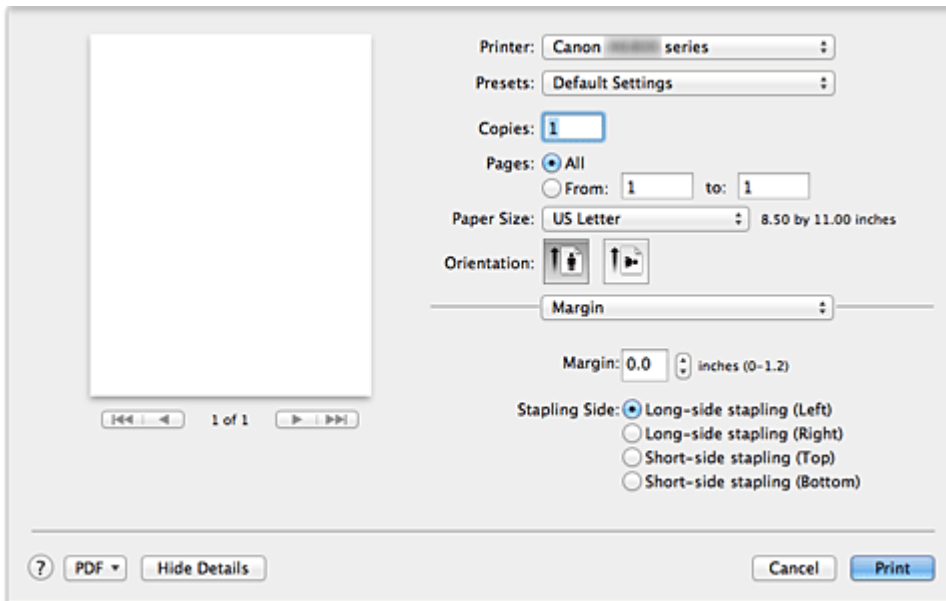 Printer: Canon series
Presets: Default Settings
Copies: 1
Pages: All
From: 1 to: 1
Paper Size: US Letter 8.50 by 11.00 inches
Orientation:
Margin
Margin: 0.0 inches (0-1.2)
Stapling Side: Long-side stapling (Left)
Long-side stapling (Right)
Short-side stapling (Top)
Short-side stapling (Bottom)
1 of 1
? PDF Hide Details Cancel Print